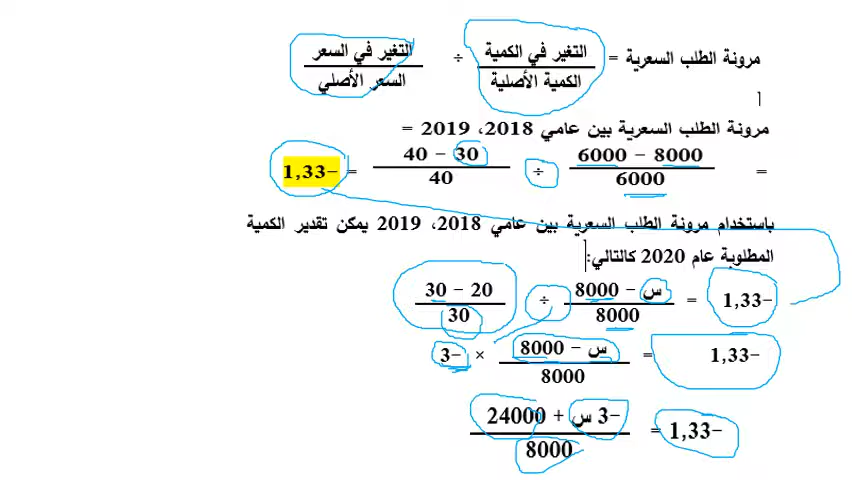 مرونة الطلب السعرية = التغير في الكمية / الكمية الأصلية ÷ التغير في السعر / السعر الأصلي
مرونة الطلب السعرية بين عامي 2018، 2019 =
= 8000 – 6000 / 6000 ÷ 30 – 40 / 40 = –1,33
باستخدام مرونة الطلب السعرية بين عامي 2018، 2019 يمكن تقدير الكمية
المطلوبة عام 2020 كالتالي:
–1,33 = س – 8000 / 8000 ÷ 20 – 30 / 30
–1,33 = س – 8000 / 8000 × –3
–1,33 = –3 س + 24000 / 8000